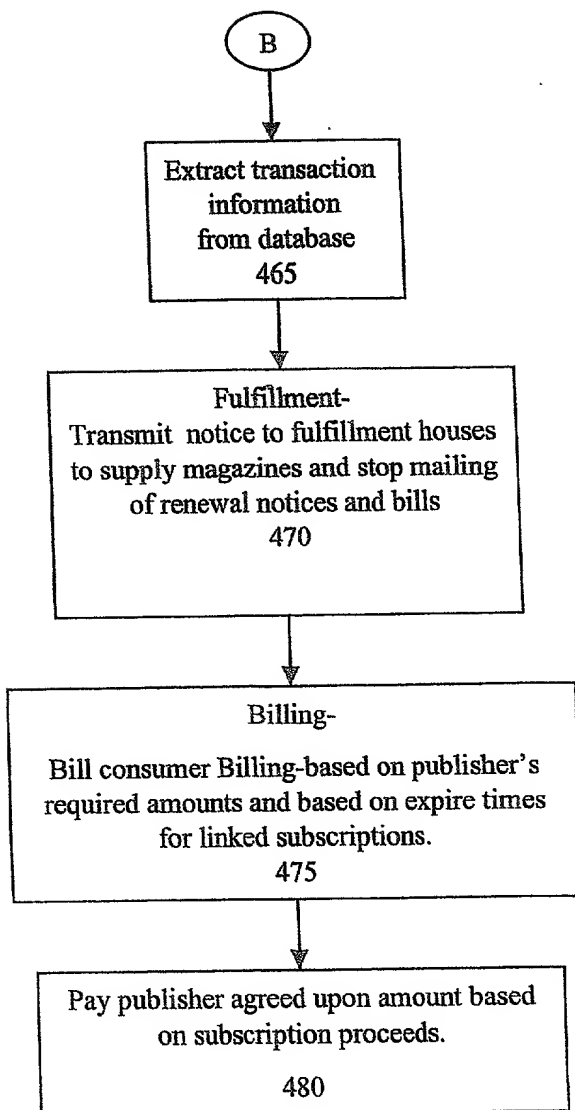 B
Extract transaction
information
from database
465
Fulfillment-
Transmit notice to fulfillment houses
to supply magazines and stop mailing
of renewal notices and bills
470
Billing-
Bill consumer Billing-based on publisher's
required amounts and based on expire times
for linked subscriptions.
475
Pay publisher agreed upon amount based
on subscription proceeds.
480